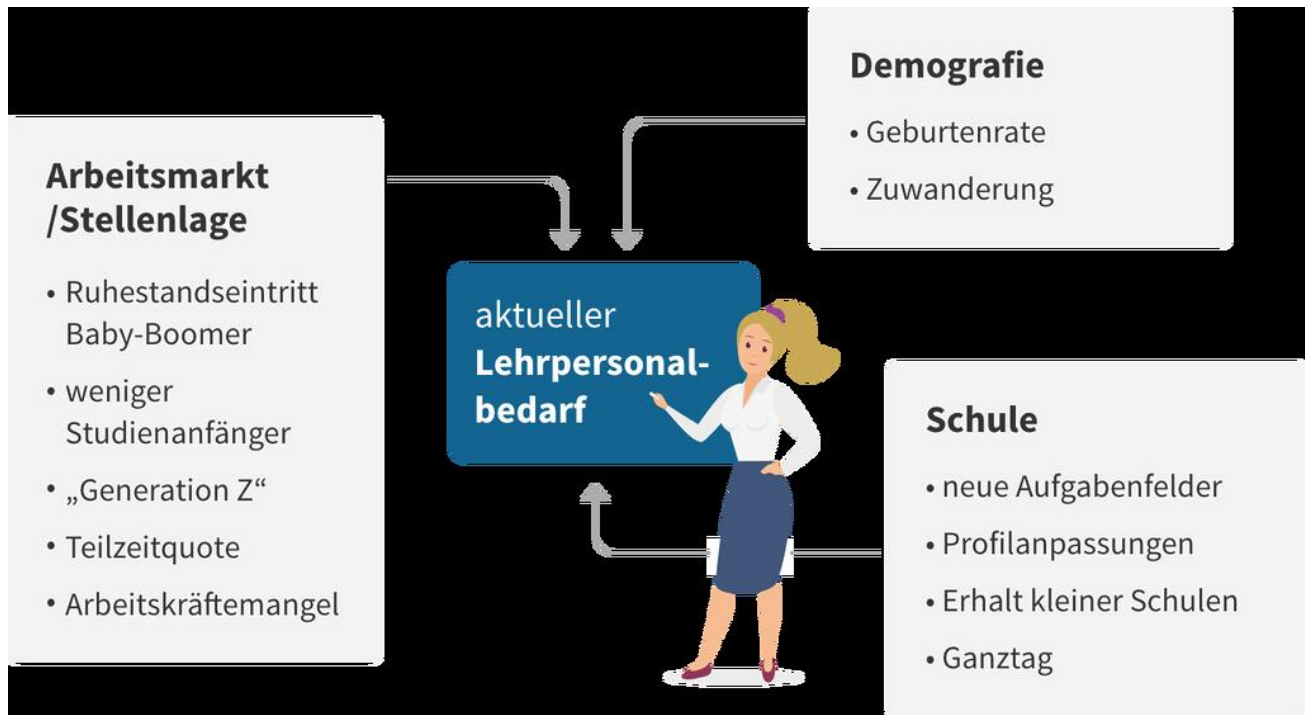 Demografie
• Geburtenrate
• Zuwanderung
Arbeitsmarkt
/Stellenlage
• Ruhestandseintritt
Baby-Boomer
• weniger
Studienanfänger
• „Generation Z“
• Teilzeitquote
• Arbeitskräftemangel
aktueller
Lehrpersonal-
bedarf
Schule
• neue Aufgabenfelder
• Profilanpassungen
• Erhalt kleiner Schulen
• Ganztag